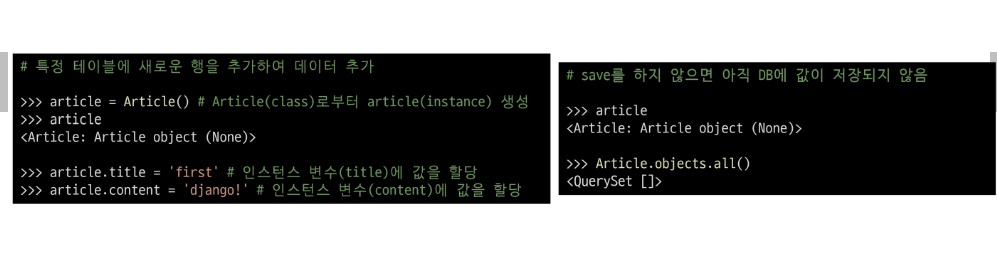 # 특정 테이블에 새로운 행을 추가하여 데이터 추가
>>> article = Article() # Article(class)로부터 article(instance) 생성
>>> article
<Article: Article object (None)>
>>> article.title = 'first' # 인스턴스 변수(title)에 값을 할당
>>> article.content = 'django!' # 인스턴스 변수(content)에 값을 할당
# save를 하지 않으면 아직 DB에 값이 저장되지 않음
>>> article
<Article: Article object (None)>
>>> Article.objects.all()
<QuerySet []>